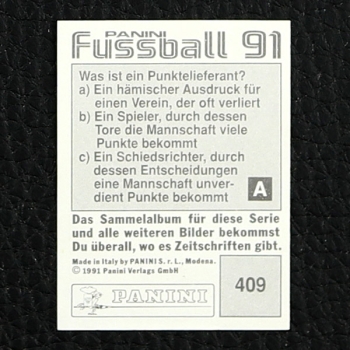 PANINI
Fussball 91
Was ist ein Punktelieferant?
a) Ein hämischer Ausdruck für
einen Verein, der oft verliert
b) Ein Spieler, durch dessen
Tore die Mannschaft viele
Punkte bekommt
c) Ein Schiedsrichter, durch
dessen Entscheidungen
eine Mannschaft unver-
dient Punkte bekommt
A
Das Sammelalbum für diese Serie
und alle weiteren Bilder bekommst
Du überall, wo es Zeitschriften gibt.
Made in Italy by PANINI S. r. L., Modena.
© 1991 Panini Verlags GmbH
PANINI
409